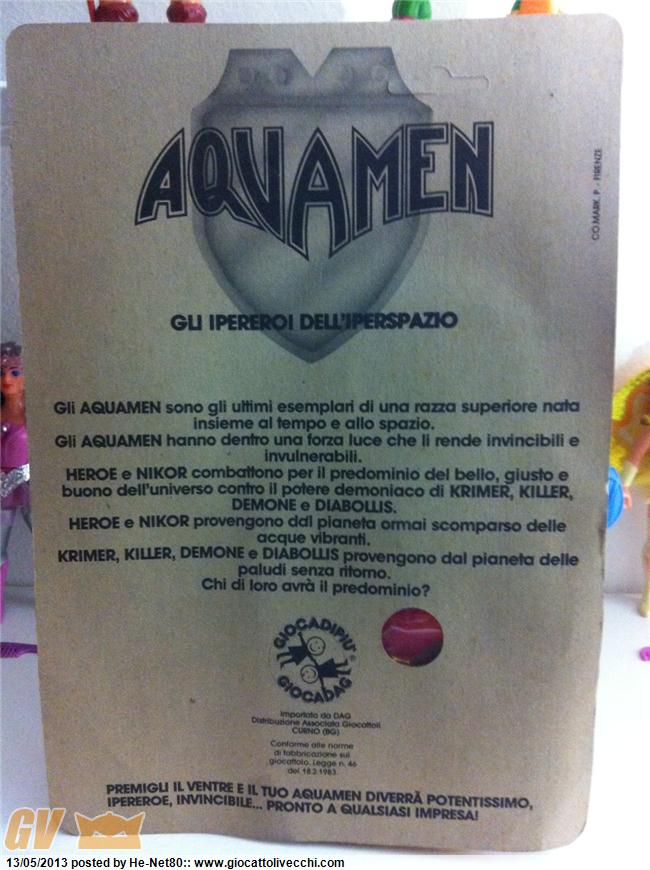 AQUAMEN
CO.MARK. P. - FIRENZE
GLI IPEREROI DELL'IPERSPAZIO
Gli AQUAMEN sono gli ultimi esemplari di una razza superiore nata
insieme al tempo e allo spazio.
Gli AQUAMEN hanno dentro una forza luce che li rende invincibili e
invulnerabili.
HEROE e NIKOR combattono per il predominio del bello, giusto e
buono dell'universo contro il potere demoniaco di KRIMER, KILLER,
DEMONE e DIABOLLIS.
HEROE e NIKOR provengono dal pianeta ormai scomparso delle
acque vibranti.
KRIMER, KILLER, DEMONE e DIABOLLIS provengono dal pianeta delle
paludi senza ritorno.
Chi di loro avrà il predominio?
GIOCADIPIU'
GIOCADAG
Importato da DAG
Distribuzione Associata Giocattoli
CURNO (BG)
Conforme alle norme
di fabbricazione sul
giocattolo. Legge n. 46
del 18.2.1983.
PREMIGLI IL VENTRE E IL TUO AQUAMEN DIVERRÀ POTENTISSIMO,
IPEREROE, INVINCIBILE... PRONTO A QUALSIASI IMPRESA!
GV
13/05/2013 posted by He-Net80:: www.giocattolivecchi.com